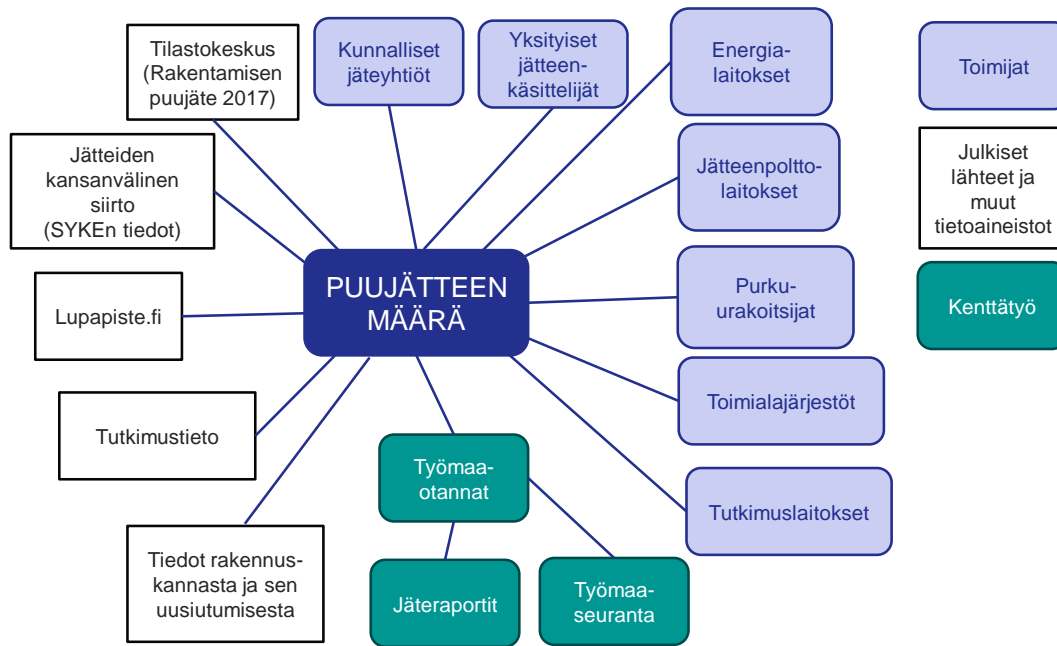 Tilastokeskus
(Rakentamisen
puujäte 2017)
Kunnalliset
jäteyhtiöt
Yksityiset
jätteen-
käsittelijät
Energia-
laitokset
Toimijat
Jätteiden
kansanvälinen
siirto
(SYKEn tiedot)
Jätteenpoltto-
laitokset
Julkiset
lähteet ja
muut
tietoaineistot
PUUJÄTTEEN
MÄÄRÄ
Lupapiste.fi
Purku-
urakoitsijat
Kenttätyö
Tutkimustieto
Toimialajärjestöt
Työmaa-
otannat
Tutkimuslaitokset
Tiedot rakennus-
kannasta ja sen
uusiutumisesta
Jäteraportit
Työmaa-
seuranta